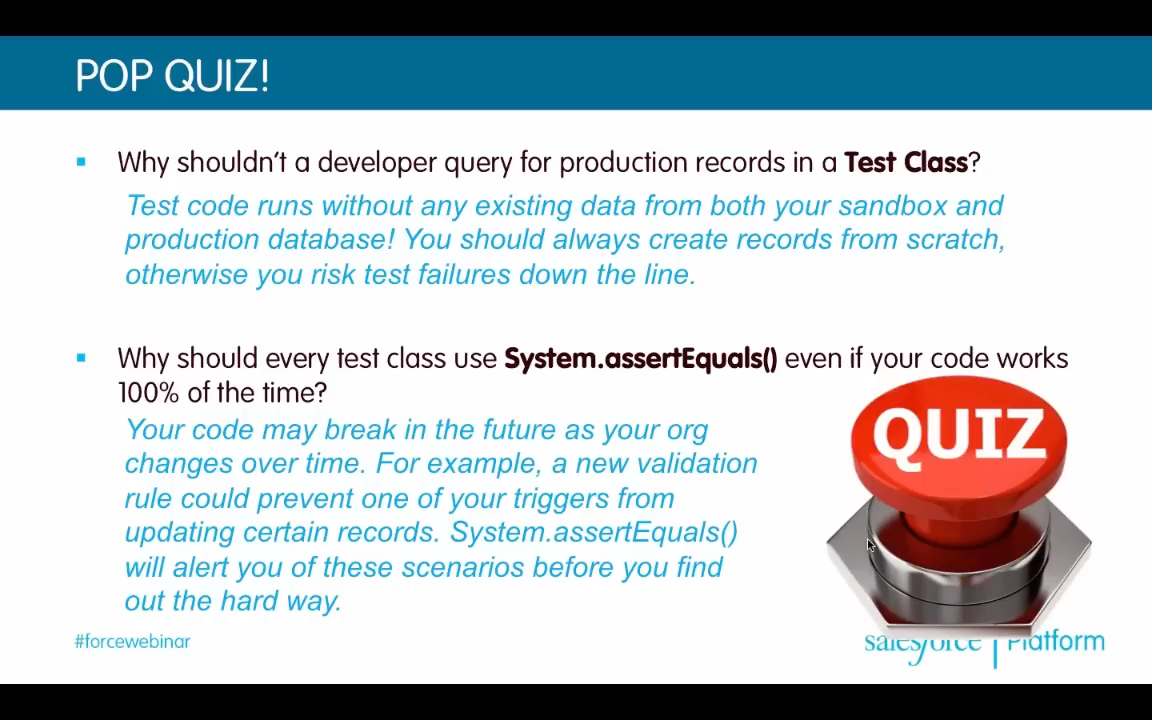 POP QUIZ!
Why shouldn't a developer query for production records in a Test Class?
Test code runs without any existing data from both your sandbox and
production database! You should always create records from scratch,
otherwise you risk test failures down the line.
Why should every test class use System.assertEquals() even if your code works
100% of the time?
Your code may break in the future as your org
changes over time. For example, a new validation
rule could prevent one of your triggers from
updating certain records. System.assertEquals()
will alert you of these scenarios before you find
out the hard way.
QUIZ
#forcewebinar
salesforce Platform